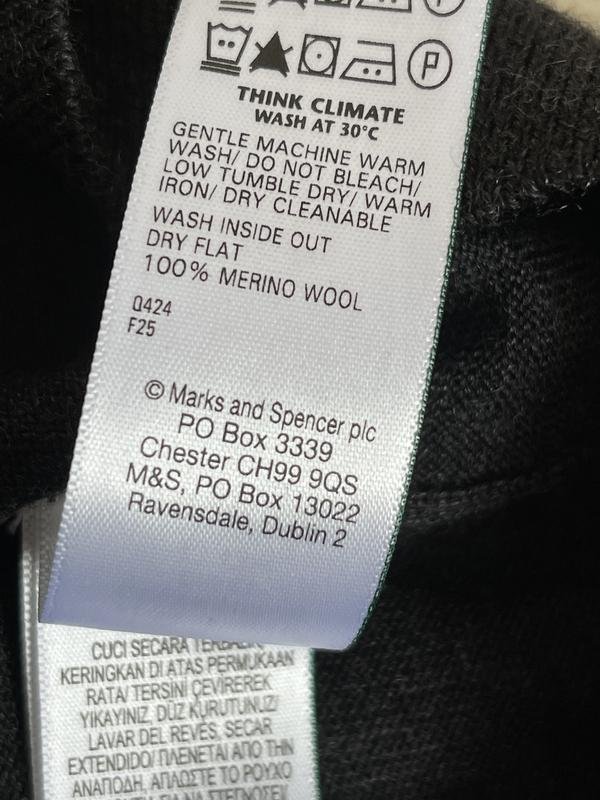 P
THINK CLIMATE
WASH AT 30°C
GENTLE MACHINE WARM
WASH/ DO NOT BLEACH/
LOW TUMBLE DRY/ WARM
IRON/ DRY CLEANABLE
WASH INSIDE OUT
DRY FLAT
100% MERINO WOOL
Q424
F25
© Marks and Spencer plc
PO Box 3339
Chester CH99 9QS
M&S, PO Box 13022
Ravensdale, Dublin 2
CUCI SECARA TERBALIK/
KERINGKAN DI ATAS PERMUKAAN
RATA/ TERSİNİ ÇEVİREREK
YIKAYINIZ, DÜZ KURUTUNUZ/
LAVAR DEL REVÉS, SECAR
EXTENDIDO/ ΠΛΕΝΕΤΑΙ ΑΠΟ ΤΗΝ
ΑΝΑΠΟΔΗ, ΑΠΛΩΣΤΕ ΤΟ ΡΟΥΧΟ